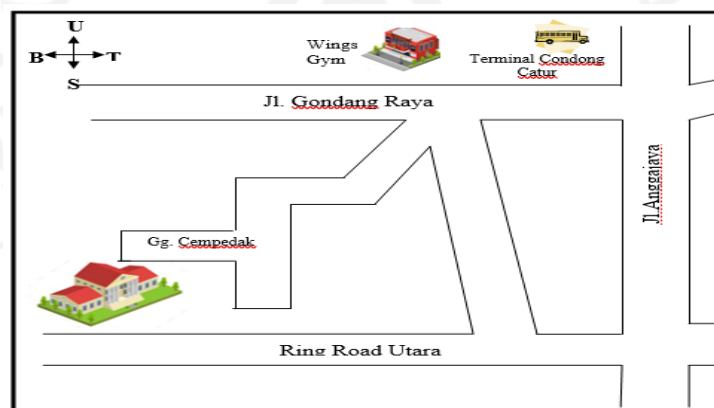 U
B
T
S
Wings
Gym
Terminal Condong
Catur
Jl. Gondang Raya
Jl.Anggajaya
Gg. Cempedak
Ring Road Utara